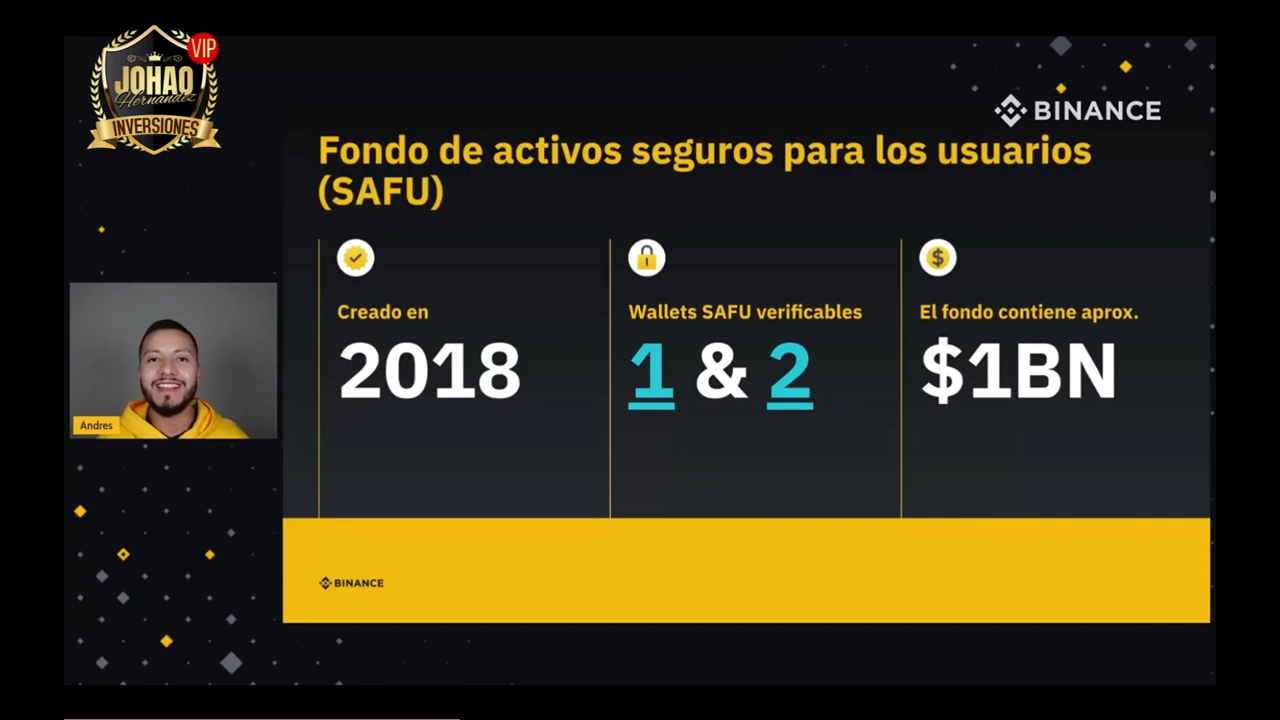 VIP
JOHAO
Hernandez
INVERSIONES
BINANCE
Fondo de activos seguros para los usuarios
(SAFU)
Creado en
2018
Wallets SAFU verificables
1 & 2
El fondo contiene aprox.
$1BN
Andres
BINANCE